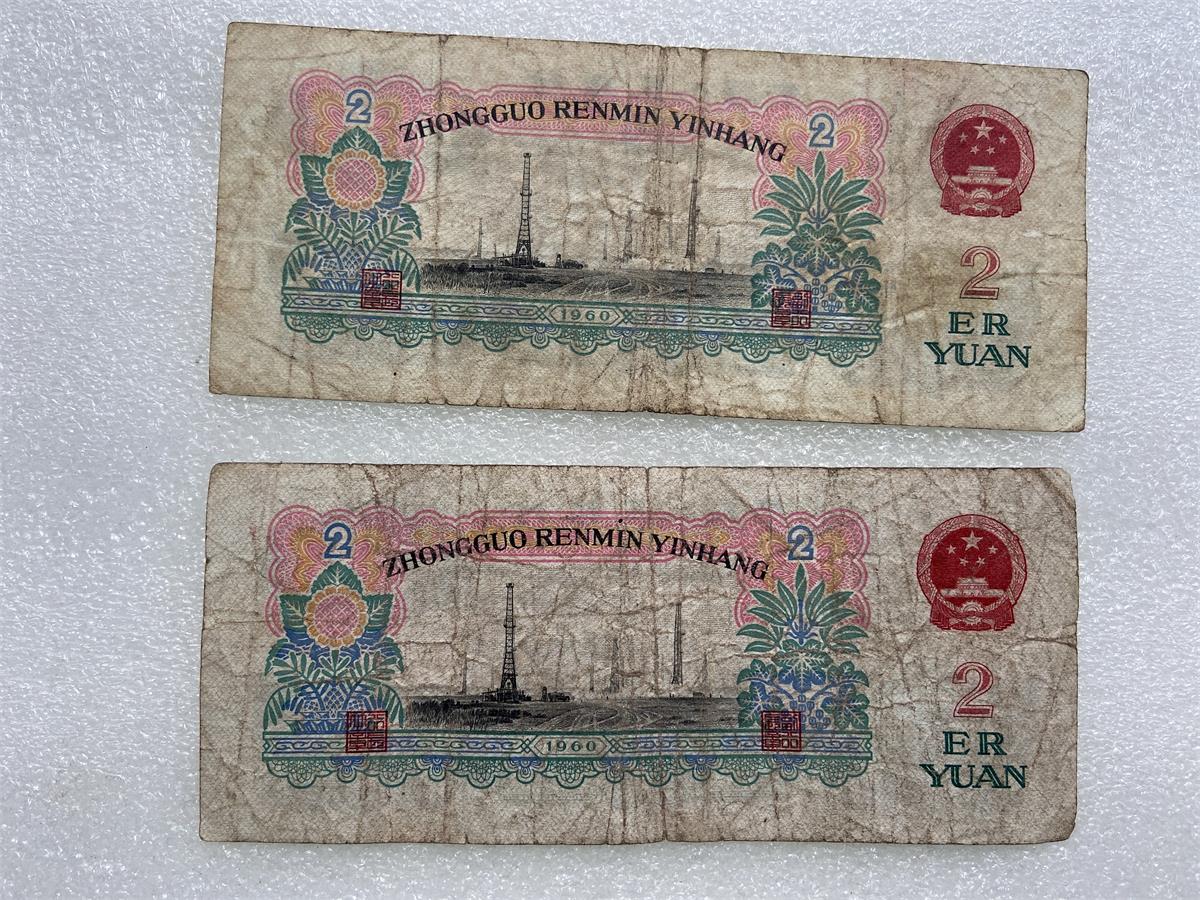 2 2
ZHONGGUO RENMIN YINHANG
2
1960
ER
YUAN
2 2
ZHONGGUO RENMIN YINHANG
2
1960
ER
YUAN